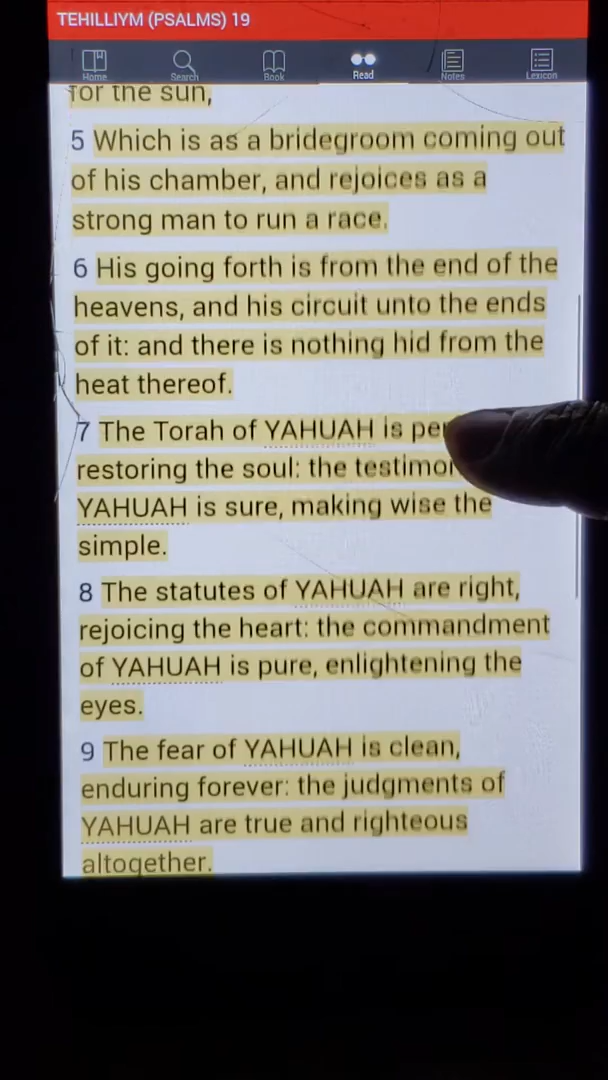 TEHILLIYM (PSALMS) 19
Home Search Book Read Notes Lexicon
for the sun,
5 Which is as a bridegroom coming out
of his chamber, and rejoices as a
strong man to run a race.
6 His going forth is from the end of the
heavens, and his circuit unto the ends
of it: and there is nothing hid from the
heat thereof.
7 The Torah of YAHUAH is
restoring the soul: the
YAHUAH is sure, making wise the
simple.
8 The statutes of YAHUAH are right,
rejoicing the heart: the commandment
of YAHUAH is pure, enlightening the
eyes.
9 The fear of YAHUAH is clean,
enduring forever: the judgments of
YAHUAH are true and righteous
altogether.